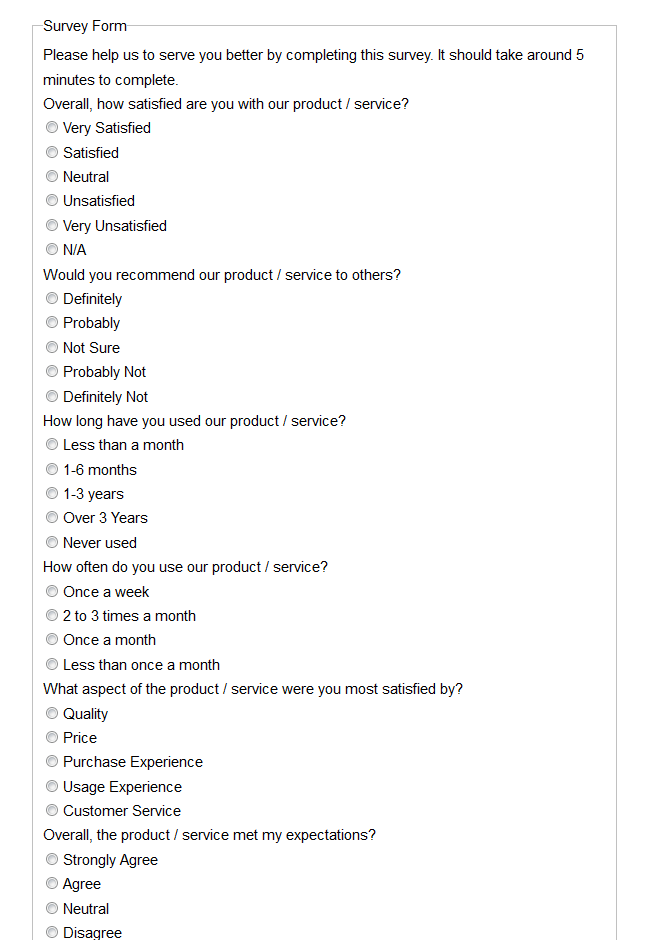 Survey Form
Please help us to serve you better by completing this survey. It should take around 5
minutes to complete.
Overall, how satisfied are you with our product / service?
Very Satisfied
Satisfied
Neutral
Unsatisfied
Very Unsatisfied
N/A
Would you recommend our product / service to others?
Definitely
Probably
Not Sure
Probably Not
Definitely Not
How long have you used our product / service?
Less than a month
1-6 months
1-3 years
Over 3 Years
Never used
How often do you use our product / service?
Once a week
2 to 3 times a month
Once a month
Less than once a month
What aspect of the product / service were you most satisfied by?
Quality
Price
Purchase Experience
Usage Experience
Customer Service
Overall, the product / service met my expectations?
Strongly Agree
Agree
Neutral
Disagree